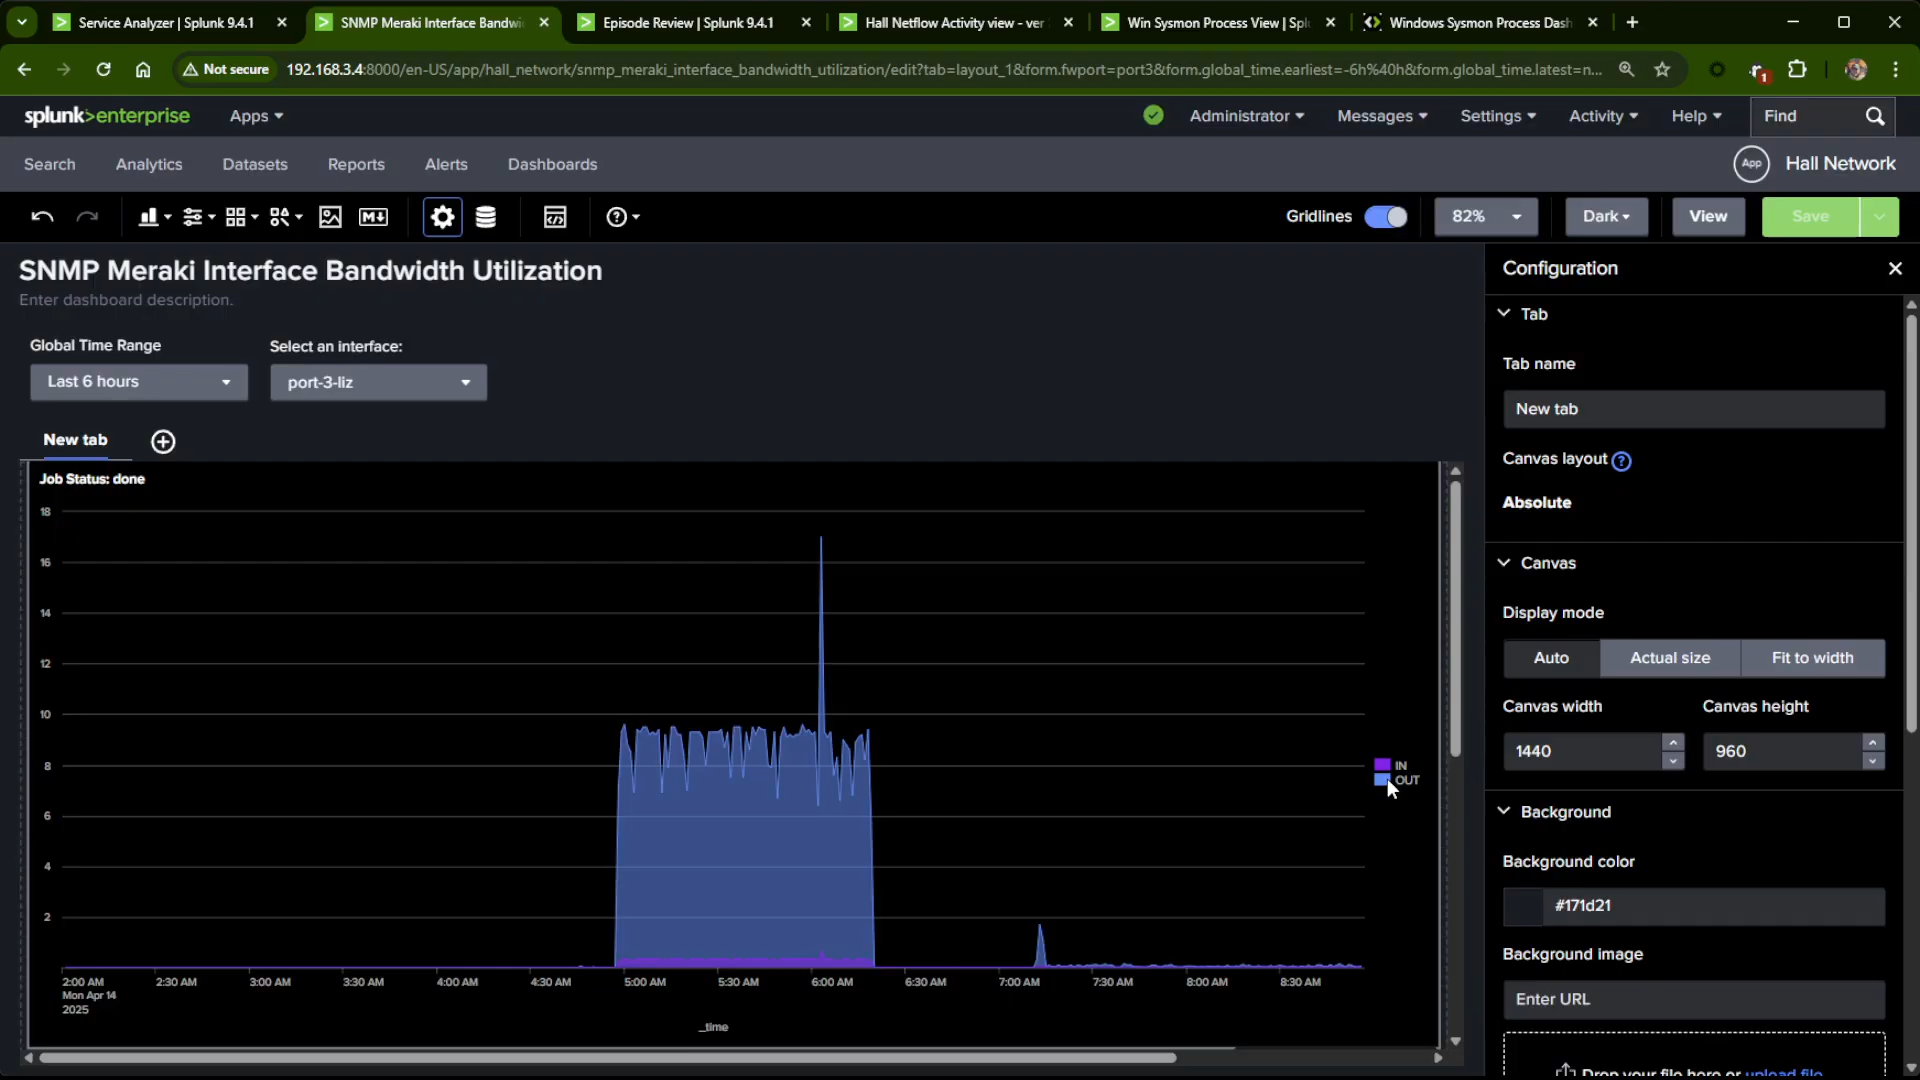 Service Analyzer | Splunk 9.4.1
SNMP Meraki Interface Bandwi
Episode Review | Splunk 9.4.1
Hall Netflow Activity view - ver
Win Sysmon Process View | Spl
Windows Sysmon Process Dash
Not secure
192.168.3.4:8000/en-US/app/hall_network/snmp_meraki_interface_bandwidth_utilization/edit?tab=layout_1&form.fwport=port3&form.global_time.earliest=-6h%40h&form.global_time.latest=n...
1
splunk>enterprise
Apps
Administrator
Messages
Settings
Activity
Help
Find
Search
Analytics
Datasets
Reports
Alerts
Dashboards
App
Hall Network
M
Gridlines
82%
Dark
View
Save
SNMP Meraki Interface Bandwidth Utilization
Enter dashboard description.
Global Time Range
Select an interface:
Last 6 hours
port-3-liz
New tab
Job Status: done
18
16
14
12
10
8
6
4
2
IN
OUT
2:00 AM
Mon Apr 14
2025
2:30 AM
3:00 AM
3:30 AM
4:00 AM
4:30 AM
5:00 AM
5:30 AM
6:00 AM
6:30 AM
7:00 AM
7:30 AM
8:00 AM
8:30 AM
_time
Configuration
Tab
Tab name
New tab
Canvas layout ?
Absolute
Canvas
Display mode
Auto
Actual size
Fit to width
Canvas width
Canvas height
1440
960
Background
Background color
#171d21
Background image
Enter URL
Drop your file here or upload file